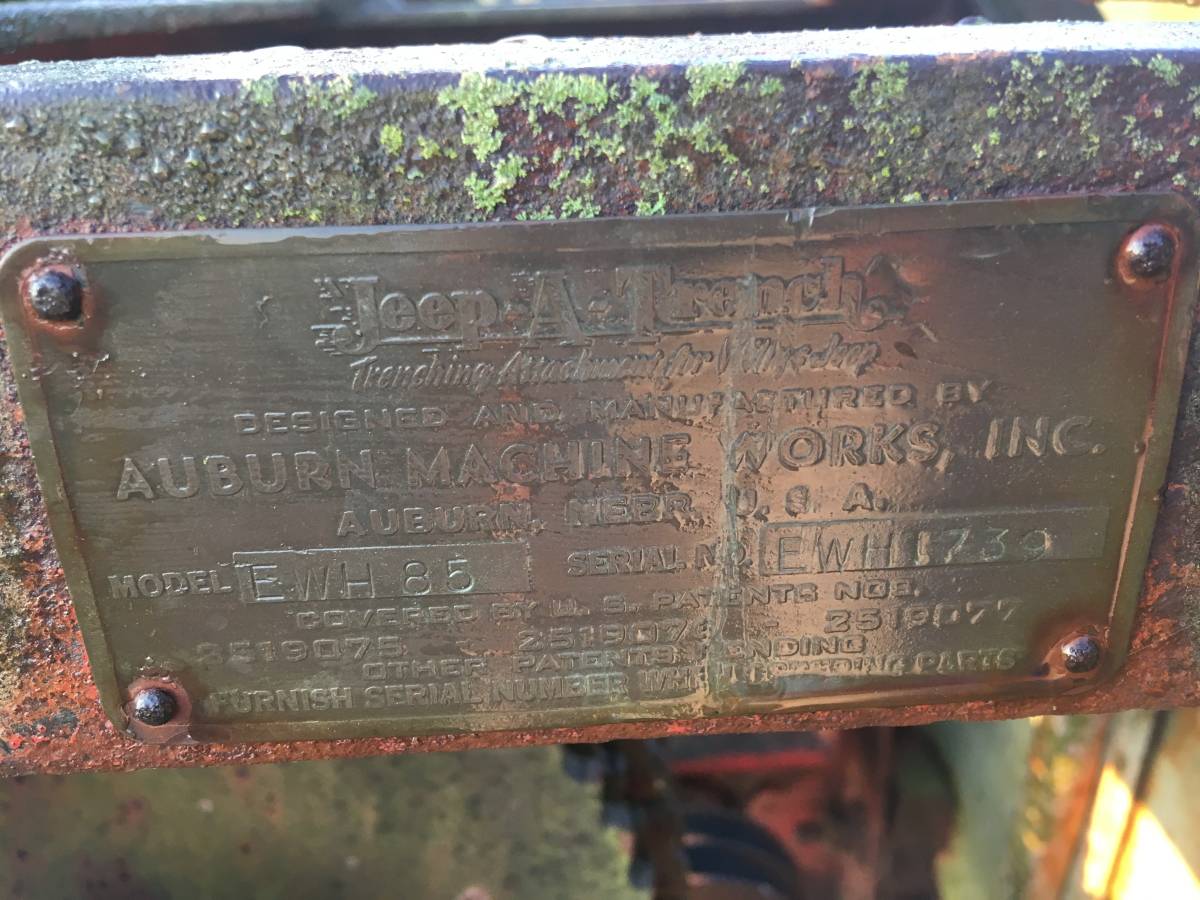 Jeep-A-Trench
Trenching Attachment for Willys Jeep
DESIGNED AND MANUFACTURED BY
AUBURN MACHINE WORKS, INC.
AUBURN, NEBR. U. S. A.
MODEL EWH 85 SERIAL NO. EWH 1739
COVERED BY U. S. PATENTS NOS.
2519075 - 2519076 - 2519077
OTHER PATENTS PENDING
FURNISH SERIAL NUMBER WHEN ORDERING PARTS